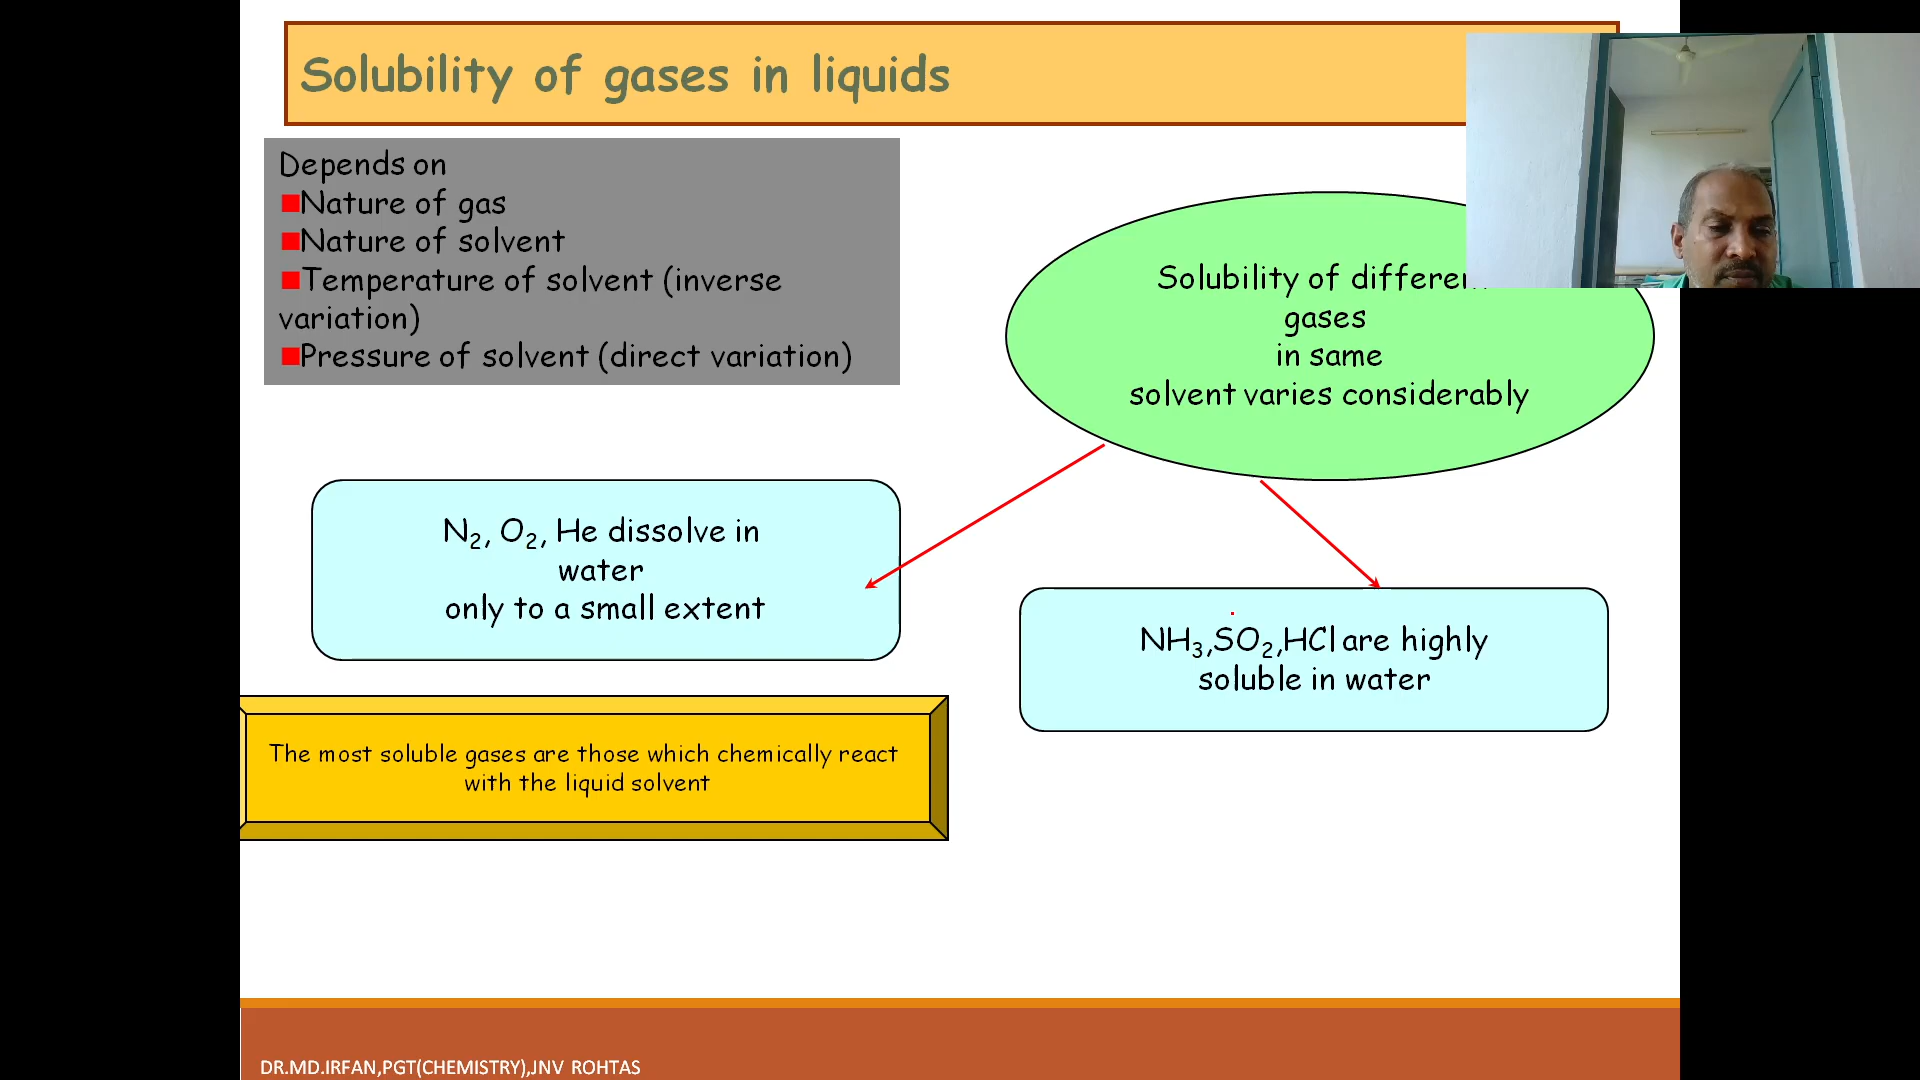 Solubility of gases in liquids
Depends on
Nature of gas
Nature of solvent
Temperature of solvent (inverse
variation)
Pressure of solvent (direct variation)
Solubility of
gases
in same
solvent varies considerably
N₂, O₂, He dissolve in
water
only to a small extent
NH₃,SO₂,HCl are highly
soluble in water
The most soluble gases are those which chemically react
with the liquid solvent
DR.MD.IRFAN,PGT(CHEMISTRY),JNV ROHTAS